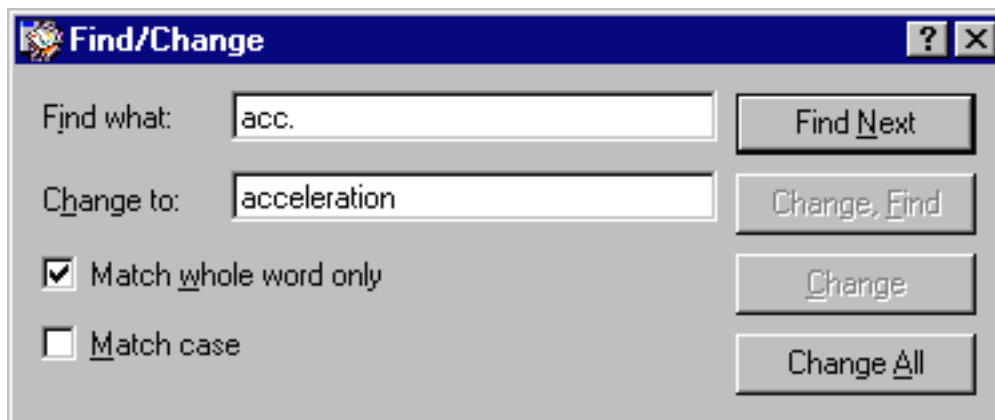 Find/Change
Find what: acc. Find Next
Change to: acceleration Change, Find
Match whole word only Change
Match case Change All